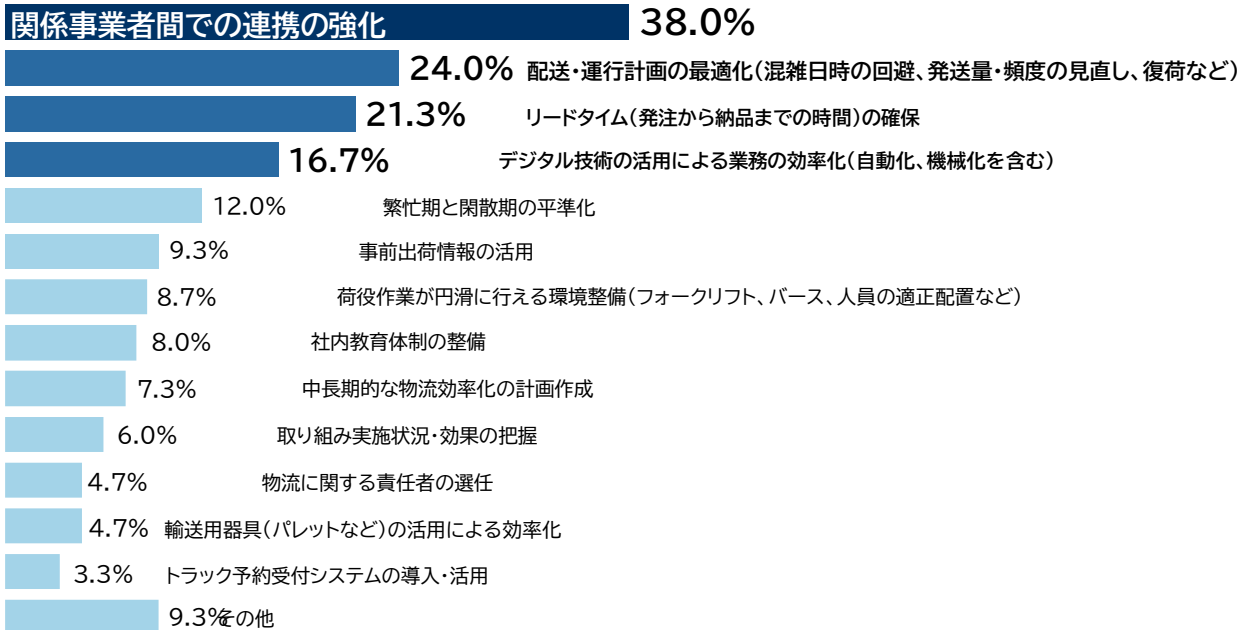 関係事業者間での連携の強化 38.0%
24.0% 配送・運行計画の最適化(混雑日時の回避、発送量・頻度の見直し、復荷など)
21.3% リードタイム(発注から納品までの時間)の確保
16.7% デジタル技術の活用による業務の効率化(自動化、機械化を含む)
12.0% 繁忙期と閑散期の平準化
9.3% 事前出荷情報の活用
8.7% 荷役作業が円滑に行える環境整備(フォークリフト、バース、人員の適正配置など)
8.0% 社内教育体制の整備
7.3% 中長期的な物流効率化の計画作成
6.0% 取り組み実施状況・効果の把握
4.7% 物流に関する責任者の選任
4.7% 輸送用器具(パレットなど)の活用による効率化
3.3% トラック予約受付システムの導入・活用
9.3% その他